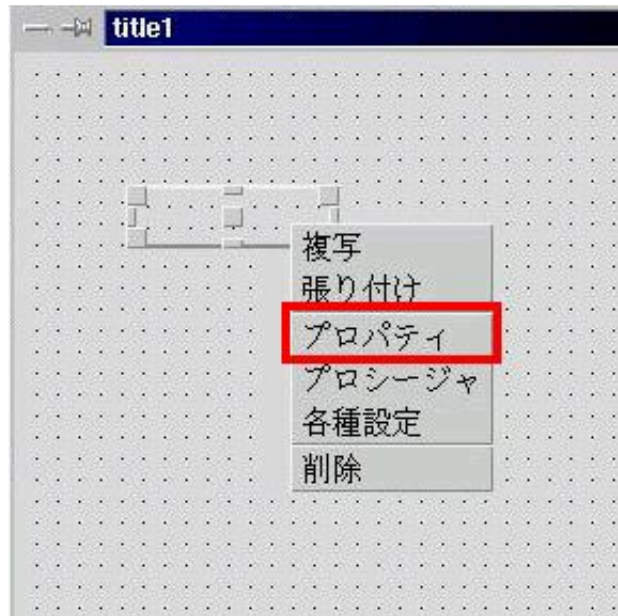 title1
複写
張り付け
プロパティ
プロシージャ
各種設定
削除